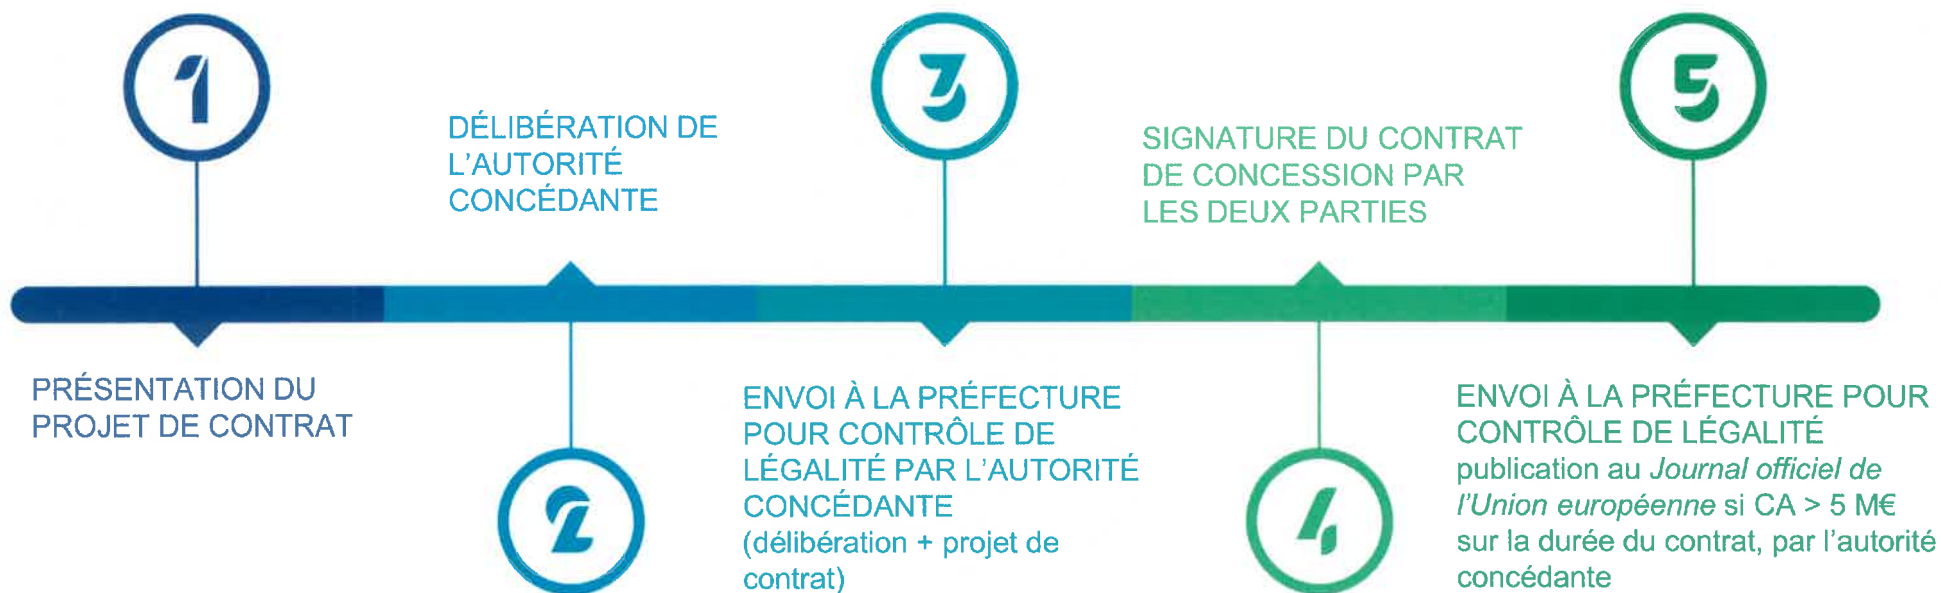 1
PRÉSENTATION DU
PROJET DE CONTRAT
DÉLIBÉRATION DE
L'AUTORITÉ
CONCÉDANTE
2
3
ENVOI À LA PRÉFECTURE
POUR CONTRÔLE DE
LÉGALITÉ PAR L'AUTORITÉ
CONCÉDANTE
(délibération + projet de
contrat)
SIGNATURE DU CONTRAT
DE CONCESSION PAR
LES DEUX PARTIES
4
5
ENVOI À LA PRÉFECTURE POUR
CONTRÔLE DE LÉGALITÉ
publication au Journal officiel de
l'Union européenne si CA > 5 M€
sur la durée du contrat, par l'autorité
concédante